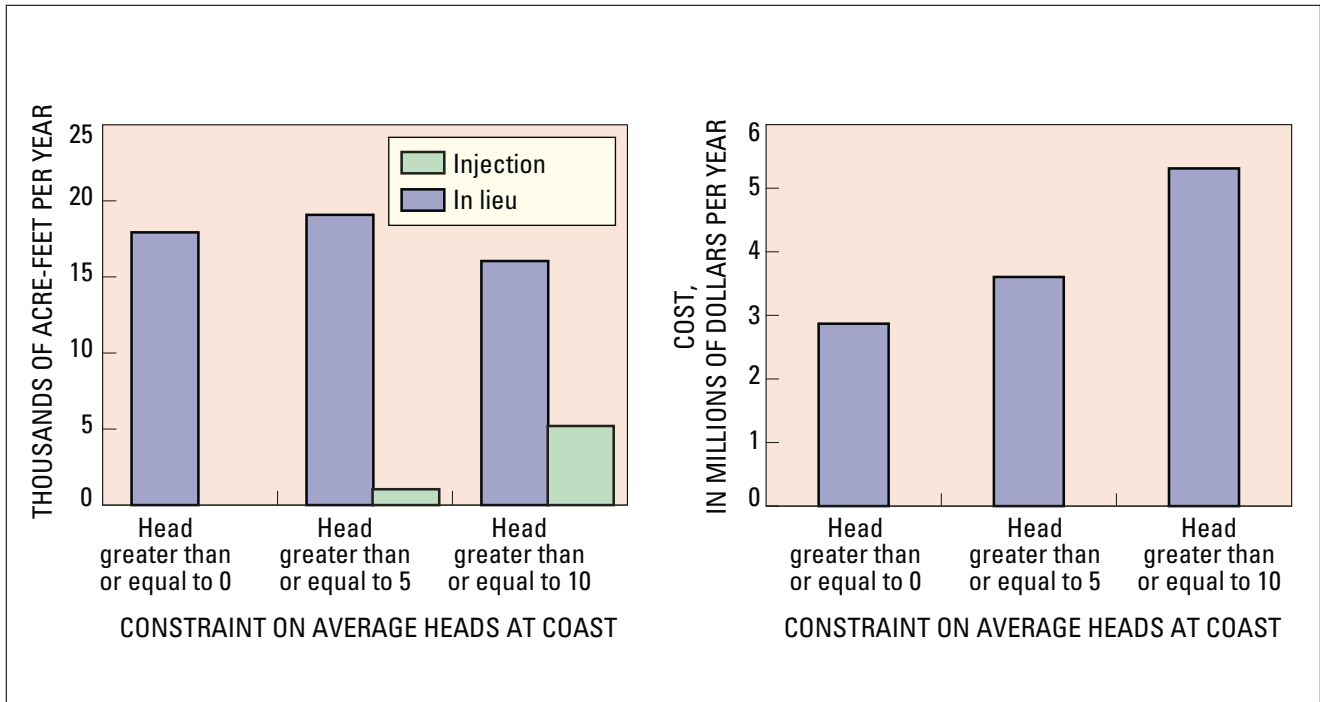 THOUSANDS OF ACRE-FEET PER YEAR
25
20
15
10
5
0
Injection
In lieu
Head
greater than
or equal to 0
Head
greater than
or equal to 5
Head
greater than
or equal to 10
CONSTRAINT ON AVERAGE HEADS AT COAST
COST,
IN MILLIONS OF DOLLARS PER YEAR
6
5
4
3
2
1
0
Head
greater than
or equal to 0
Head
greater than
or equal to 5
Head
greater than
or equal to 10
CONSTRAINT ON AVERAGE HEADS AT COAST